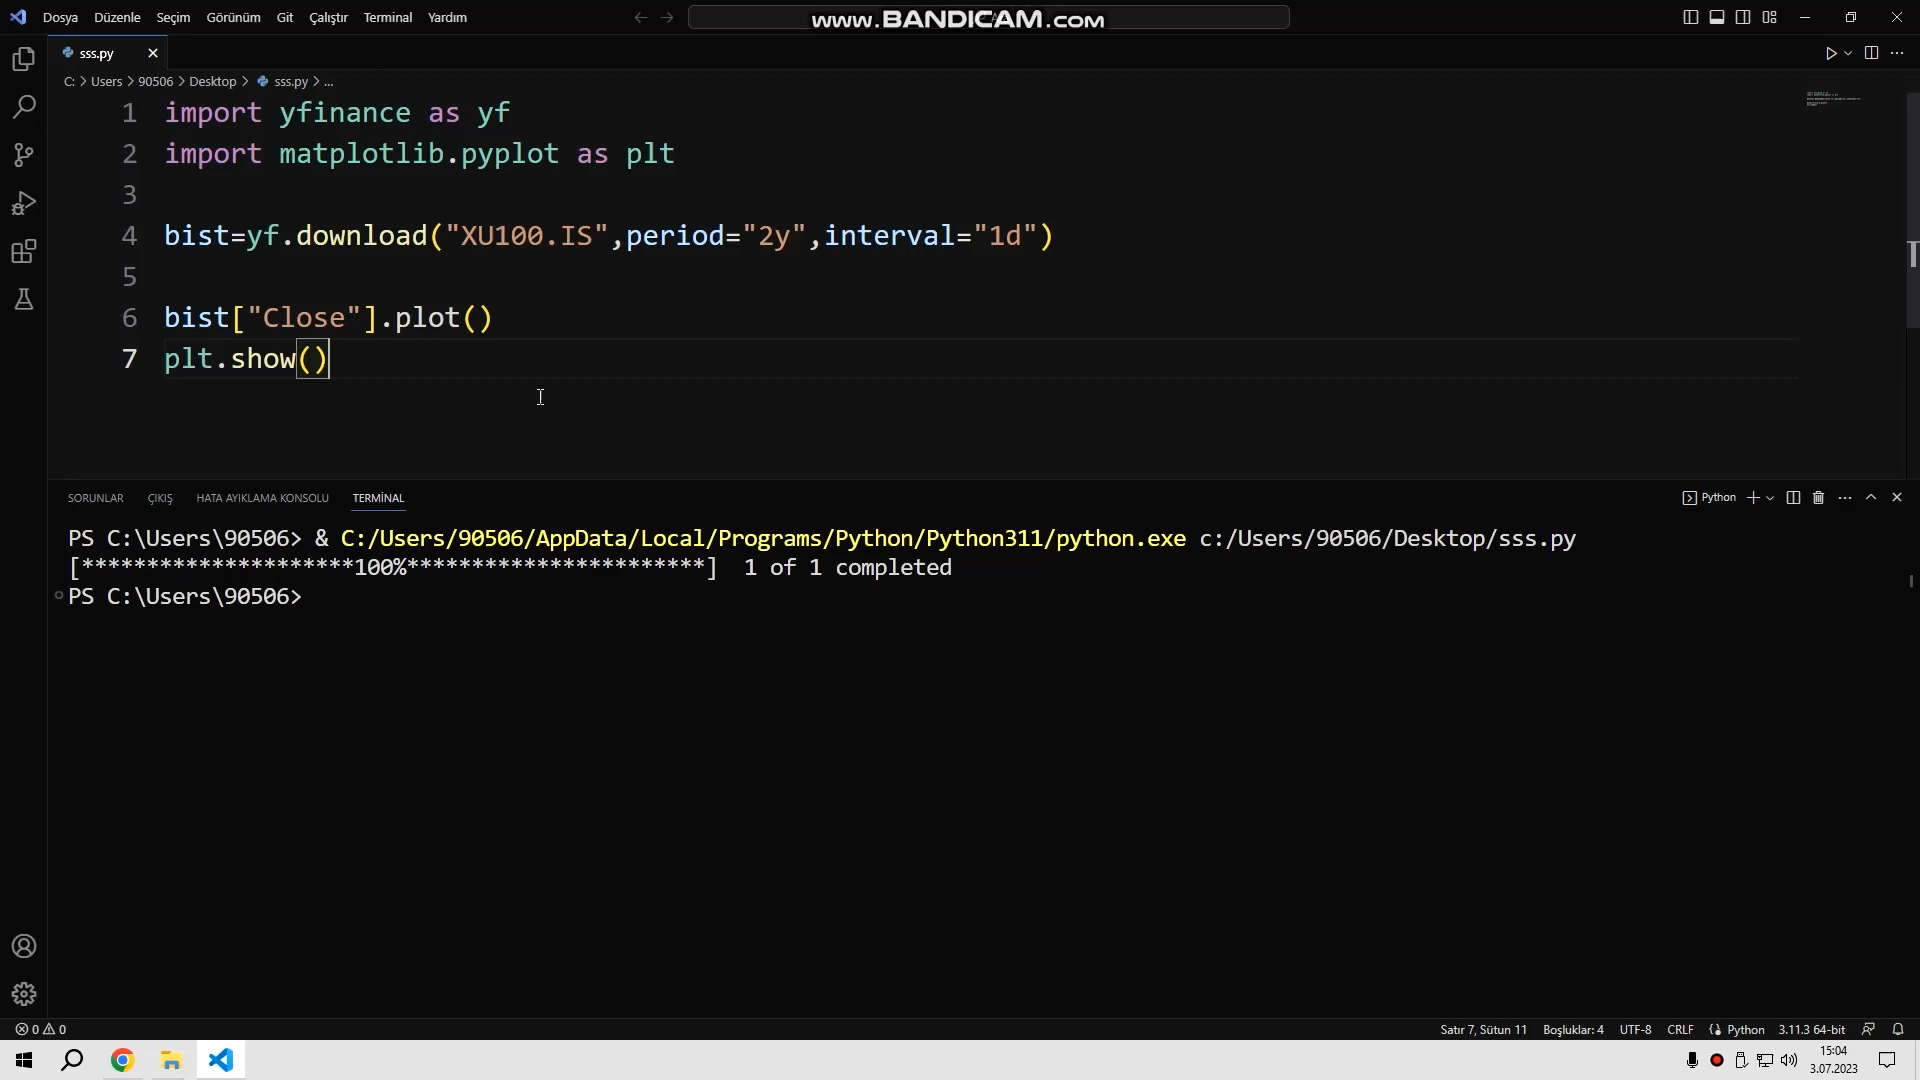 Dosya Düzenle Seçim Görünüm Git Çalıştır Terminal Yardım
www.BANDICAM.com
sss.py
C: > Users > 90506 > Desktop > sss.py > ...
1 import yfinance as yf
2 import matplotlib.pyplot as plt
3
4 bist=yf.download("XU100.IS",period="2y",interval="1d")
5
6 bist["Close"].plot()
7 plt.show()
SORUNLAR ÇIKIŞ HATA AYIKLAMA KONSOLU TERMİNAL
Python
PS C:\Users\90506> & C:/Users/90506/AppData/Local/Programs/Python/Python311/python.exe c:/Users/90506/Desktop/sss.py
[*********************100%***********************]  1 of 1 completed
PS C:\Users\90506>
0 0
Satır 7, Sütun 11 Boşluklar: 4 UTF-8 CRLF Python 3.11.3 64-bit
15:04
3.07.2023